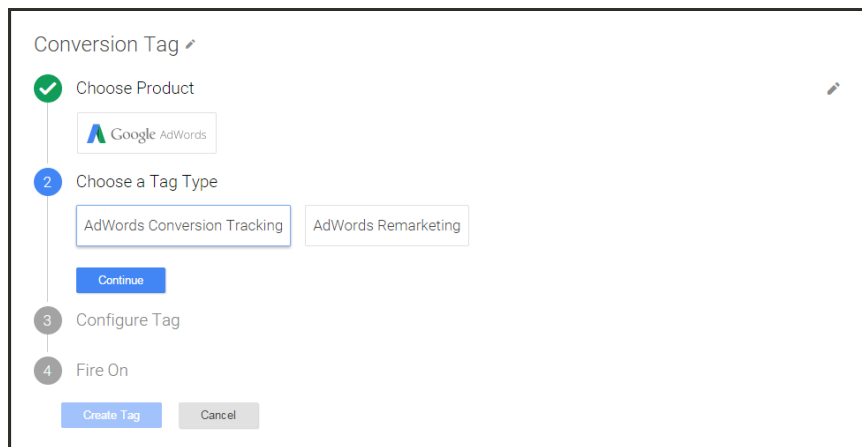 Conversion Tag
Choose Product
Google AdWords
2 Choose a Tag Type
AdWords Conversion Tracking AdWords Remarketing
Continue
3 Configure Tag
4 Fire On
Create Tag Cancel